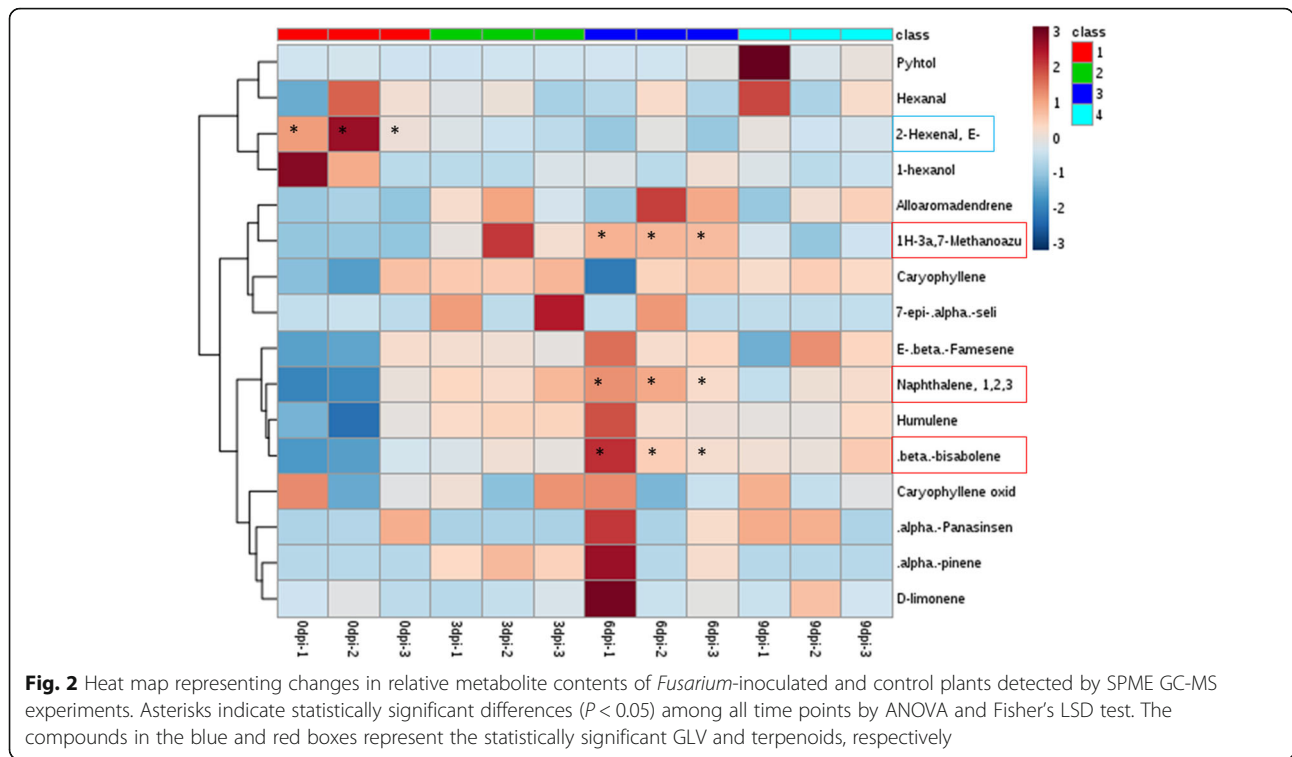 class
Pyhtol
Hexanal
* * * 2-Hexenal, E-
1-hexanol
Alloaromadendrene
* * * 1H-3a,7-Methanoazu
Caryophyllene
7-epi-.alpha.-seli
E-.beta.-Famesene
* * * Naphthalene, 1,2,3
Humulene
* * * .beta.-bisabolene
Caryophyllene oxid
.alpha.-Panasinsen
.alpha.-pinene
D-limonene
0dpi-1 0dpi-2 0dpi-3 3dpi-1 3dpi-2 3dpi-3 6dpi-1 6dpi-2 6dpi-3 9dpi-1 9dpi-2 9dpi-3
3
2
1
0
-1
-2
-3
class
1
2
3
4
Fig. 2 Heat map representing changes in relative metabolite contents of Fusarium-inoculated and control plants detected by SPME GC-MS
experiments. Asterisks indicate statistically significant differences (P < 0.05) among all time points by ANOVA and Fisher's LSD test. The
compounds in the blue and red boxes represent the statistically significant GLV and terpenoids, respectively